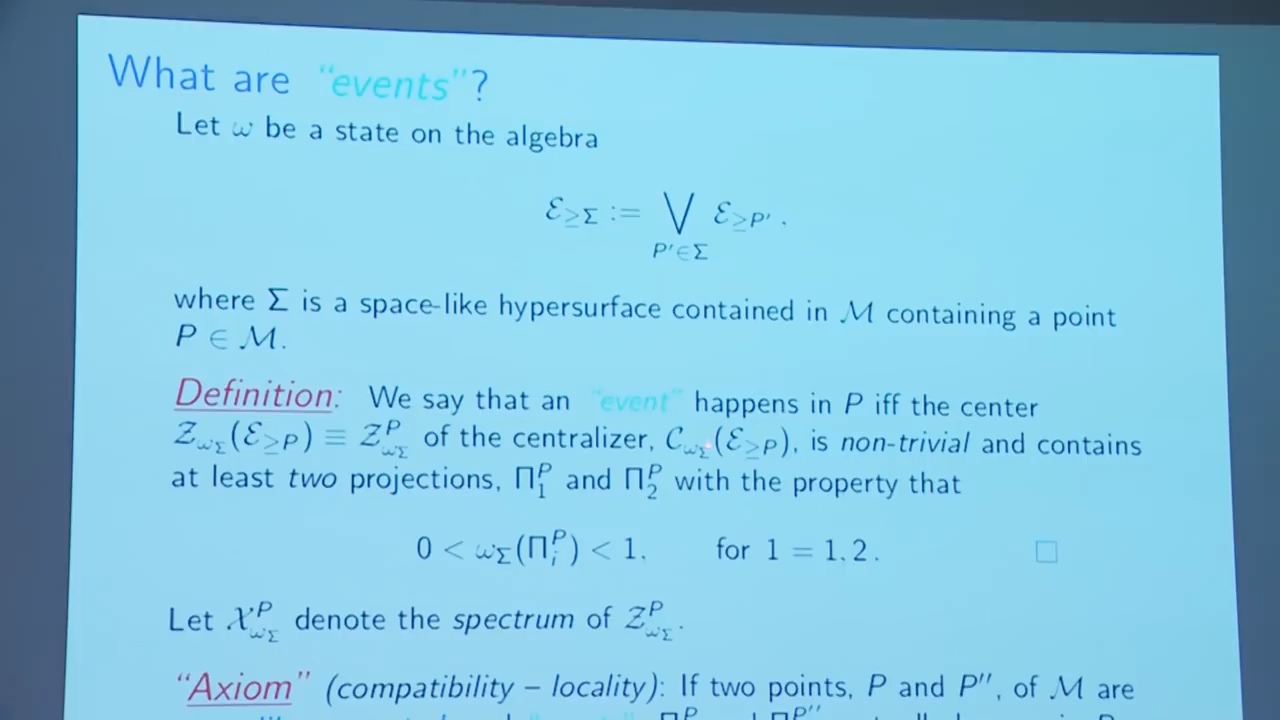 What are "events"?
Let ω be a state on the algebra
ℰ≥Σ := ⋁ ℰ≥P′ .
P′∈Σ
where Σ is a space-like hypersurface contained in ℳ containing a point
P ∈ ℳ.
Definition: We say that an "event" happens in P iff the center
𝒵_{ω_Σ}(ℰ≥P) ≡ 𝒵^P_{ω_Σ} of the centralizer, 𝒞_{ω_Σ}(ℰ≥P), is non-trivial and contains
at least two projections, Π^P_1 and Π^P_2 with the property that
0 < ω_Σ(Π^P_i) < 1, for 1 = 1, 2 . □
Let 𝒳^P_{ω_Σ} denote the spectrum of 𝒵^P_{ω_Σ}.
"Axiom" (compatibility – locality): If two points, P and P″, of ℳ are